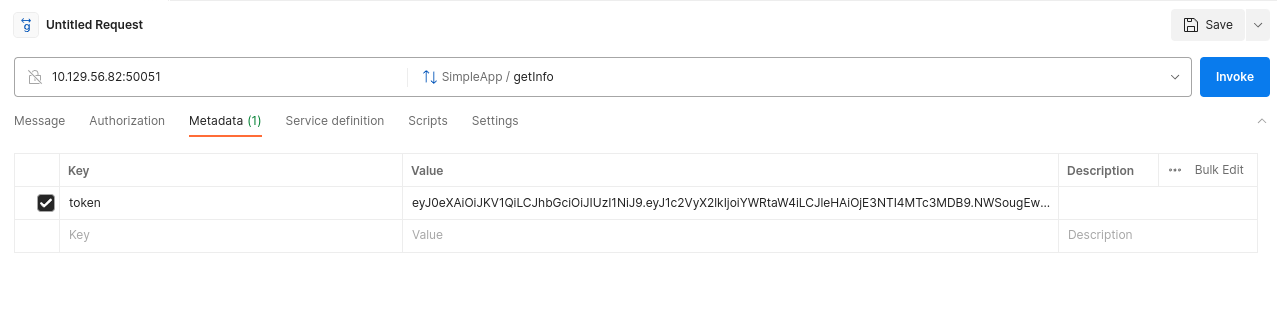 Untitled Request
Save
10.129.56.82:50051
SimpleApp / getInfo
Invoke
Message Authorization Metadata (1) Service definition Scripts Settings
Key Value Description ••• Bulk Edit
token eyJ0eXAiOiJKV1QiLCJhbGciOiJIUzI1NiJ9.eyJ1c2VyX2lkIjoiYWRtaW4iLCJleHAiOjE3NTI4MTc3MDB9.NWSougEw...
Key Value Description